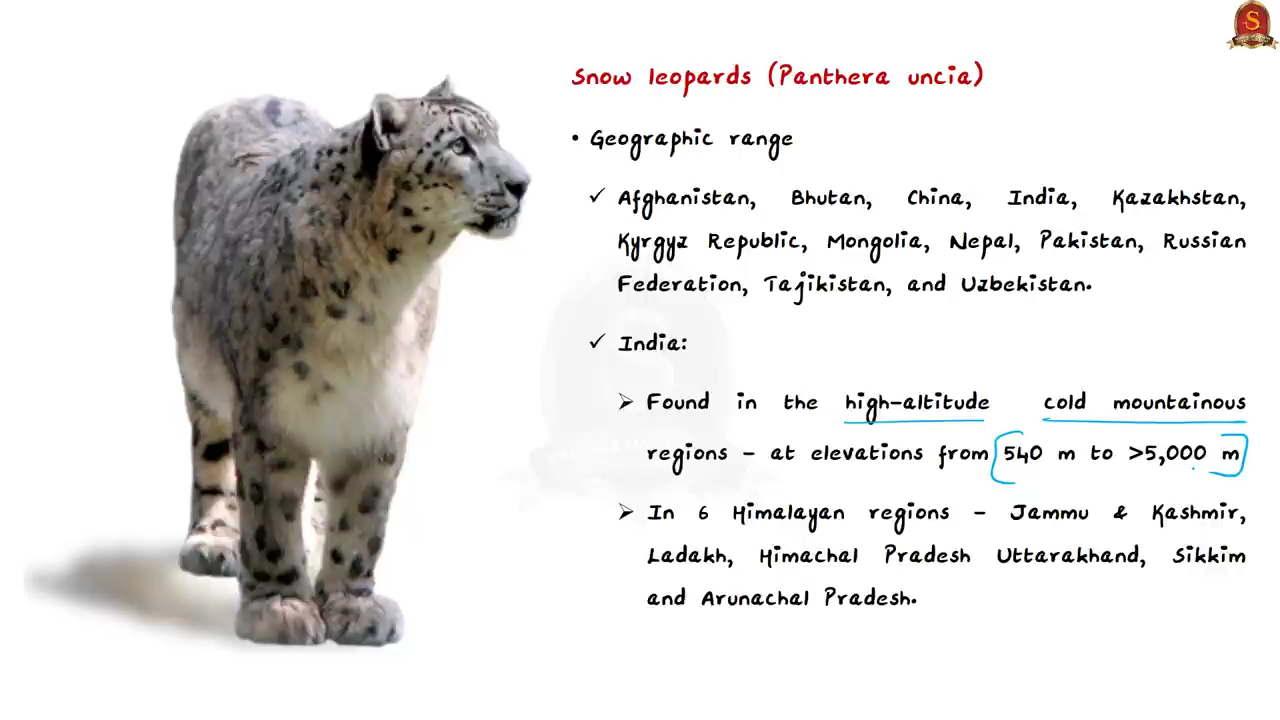 S
Snow leopards (Panthera uncia)
• Geographic range
✓ Afghanistan, Bhutan, China, India, Kazakhstan,
Kyrgyz Republic, Mongolia, Nepal, Pakistan, Russian
Federation, Tajikistan, and Uzbekistan.
✓ India:
➢ Found in the high-altitude cold mountainous
regions – at elevations from 540 m to >5,000 m
➢ In 6 Himalayan regions – Jammu & Kashmir,
Ladakh, Himachal Pradesh Uttarakhand, Sikkim
and Arunachal Pradesh.